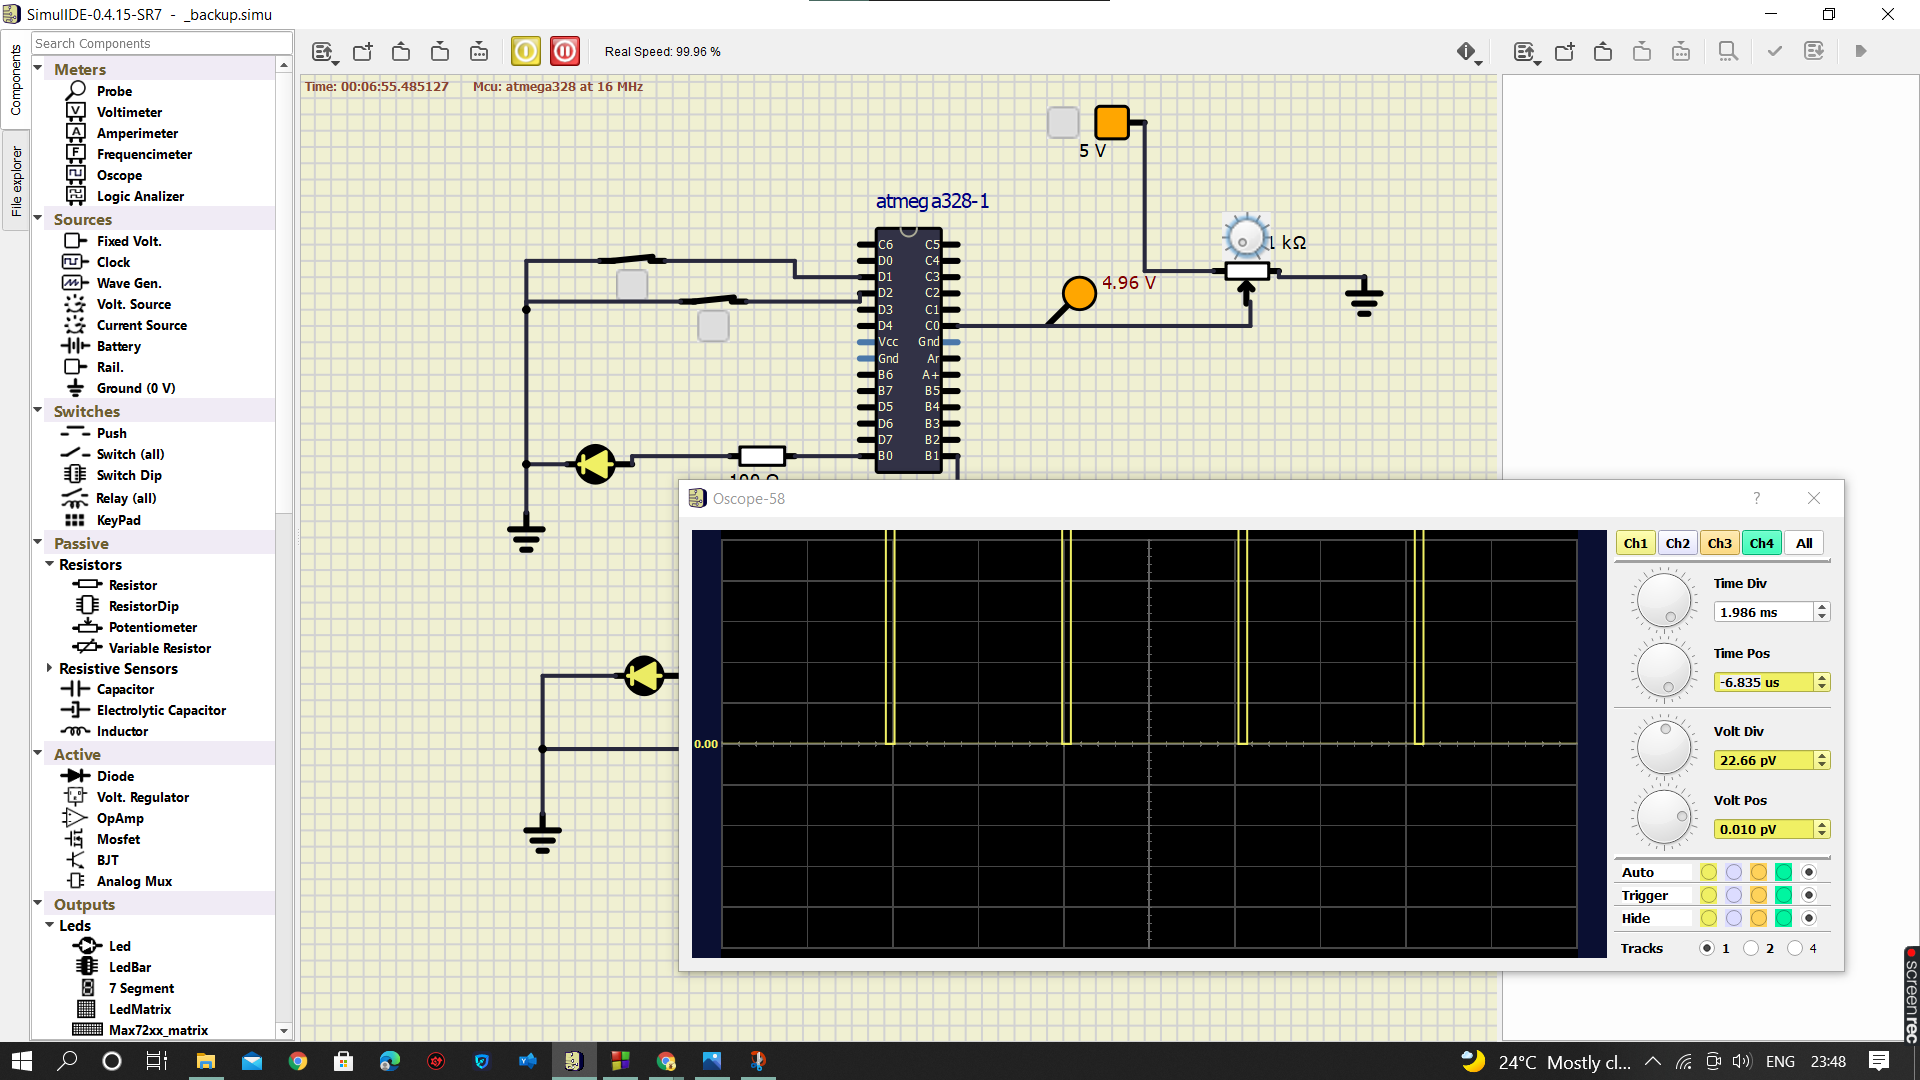 SimulIDE-0.4.15-SR7 - _backup.simu
Components
File explorer
Search Components
Meters
Probe
Voltimeter
Amperimeter
Frequencimeter
Oscope
Logic Analizer
Sources
Fixed Volt.
Clock
Wave Gen.
Volt. Source
Current Source
Battery
Rail.
Ground (0 V)
Switches
Push
Switch (all)
Switch Dip
Relay (all)
KeyPad
Passive
Resistors
Resistor
ResistorDip
Potentiometer
Variable Resistor
Resistive Sensors
Capacitor
Electrolytic Capacitor
Inductor
Active
Diode
Volt. Regulator
OpAmp
Mosfet
BJT
Analog Mux
Outputs
Leds
Led
LedBar
7 Segment
LedMatrix
Max72xx_matrix
Real Speed: 99.96 %
Time: 00:06:55.485127 Mcu: atmega328 at 16 MHz
5 V
atmega328-1
1 kΩ
4.96 V
C6 C5
D0 C4
D1 C3
D2 C2
D3 C1
D4 C0
Vcc Gnd
Gnd Ar
B6 A+
B7 B5
D5 B4
D6 B3
D7 B2
B0 B1
100 Ω
Oscope-58
?
0.00
Ch1 Ch2 Ch3 Ch4 All
Time Div
1.986 ms
Time Pos
-6.835 us
Volt Div
22.66 pV
Volt Pos
0.010 pV
Auto
Trigger
Hide
Tracks 1 2 4
screenrec
24°C Mostly cl... ENG 23:48